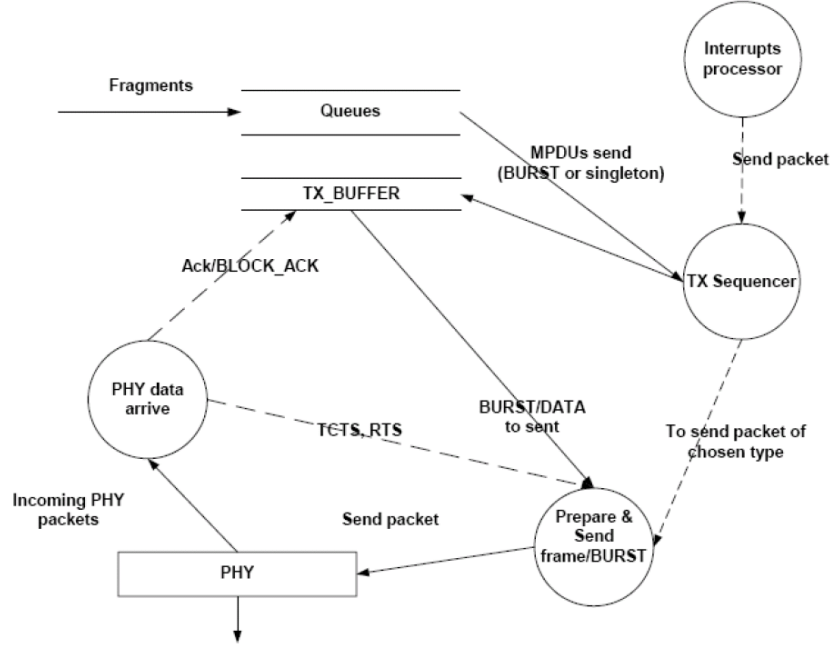 Interrupts
processor
Fragments
Queues
MPDUs send
(BURST or singleton)
Send packet
TX_BUFFER
Ack/BLOCK_ACK
TX Sequencer
PHY data
arrive
BURST/DATA
to sent
TCTS, RTS
To send packet of
chosen type
Incoming PHY
packets
Send packet
Prepare &
Send
frame/BURST
PHY